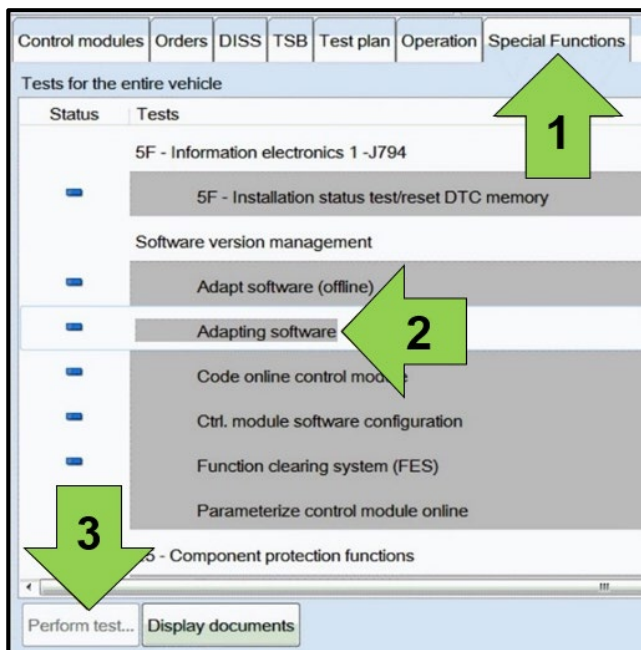 Control modules Orders DISS TSB Test plan Operation Special Functions
1
Tests for the entire vehicle
Status Tests
5F - Information electronics 1 -J794
5F - Installation status test/reset DTC memory
Software version management
Adapt software (offline)
Adapting software
2
Code online control module
Ctrl. module software configuration
Function clearing system (FES)
Parameterize control module online
3
5 - Component protection functions
Perform test... Display documents